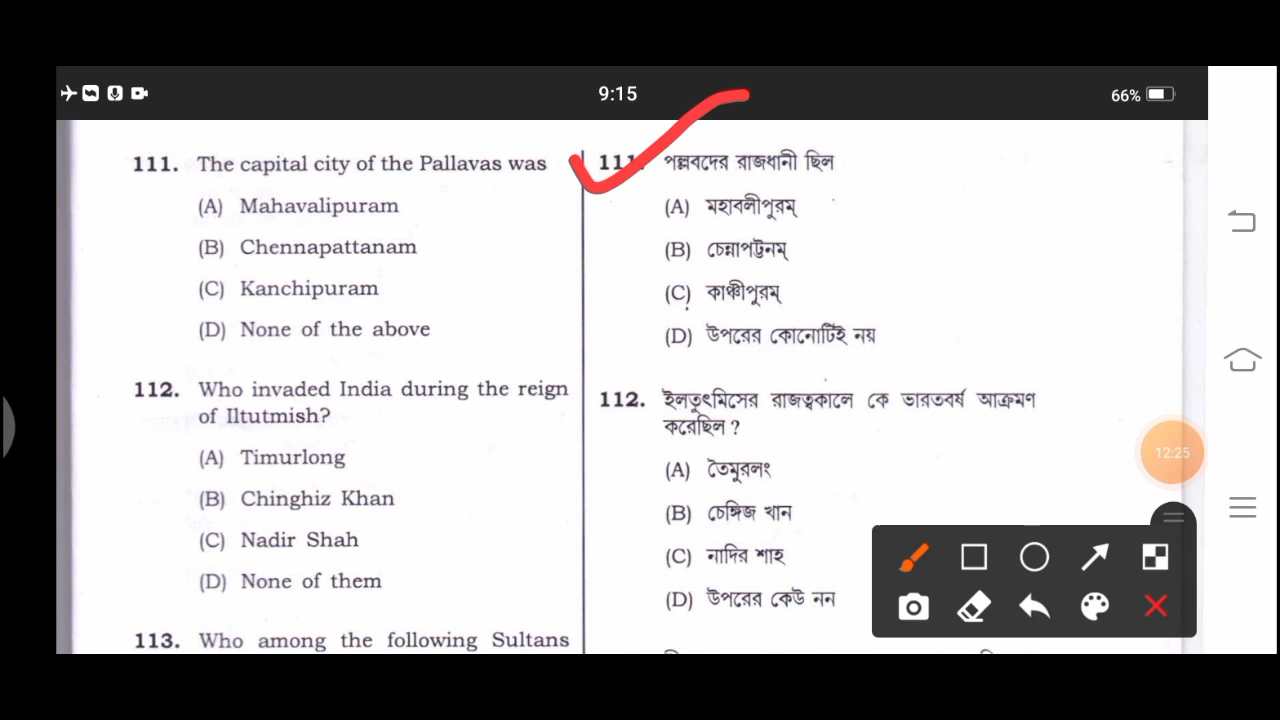 9:15
66%
111. The capital city of the Pallavas was
(A) Mahavalipuram
(B) Chennapattanam
(C) Kanchipuram
(D) None of the above
112. Who invaded India during the reign
of Iltutmish?
(A) Timurlong
(B) Chinghiz Khan
(C) Nadir Shah
(D) None of them
113. Who among the following Sultans
111. পল্লবদের রাজধানী ছিল
(A) মহাবলীপুরম্
(B) চেন্নাপট্টনম্
(C) কাঞ্চীপুরম্
(D) উপরের কোনোটিই নয়
112. ইলতুৎমিসের রাজত্বকালে কে ভারতবর্ষ আক্রমণ
করেছিল ?
(A) তৈমুরলং
(B) চেঙ্গিজ খান
(C) নাদির শাহ
(D) উপরের কেউ নন
12:25